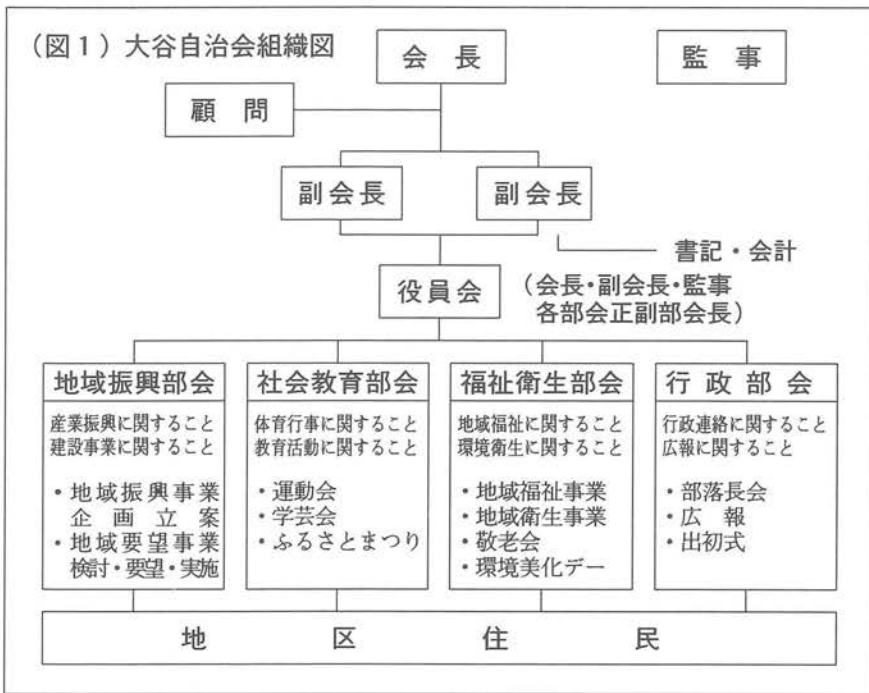 (図1)大谷自治会組織図
会長
監事
顧問
副会長
副会長
書記・会計
役員会
(会長・副会長・監事
各部会正副部会長)
地域振興部会
産業振興に関すること
建設事業に関すること
・地域振興事業
企画立案
・地域要望事業
検討・要望・実施
社会教育部会
体育行事に関すること
教育活動に関すること
・運動会
・学芸会
・ふるさとまつり
福祉衛生部会
地域福祉に関すること
環境衛生に関すること
・地域福祉事業
・地域衛生事業
・敬老会
・環境美化デー
行政部会
行政連絡に関すること
広報に関すること
・部落長会
・広報
・出初式
地区住民